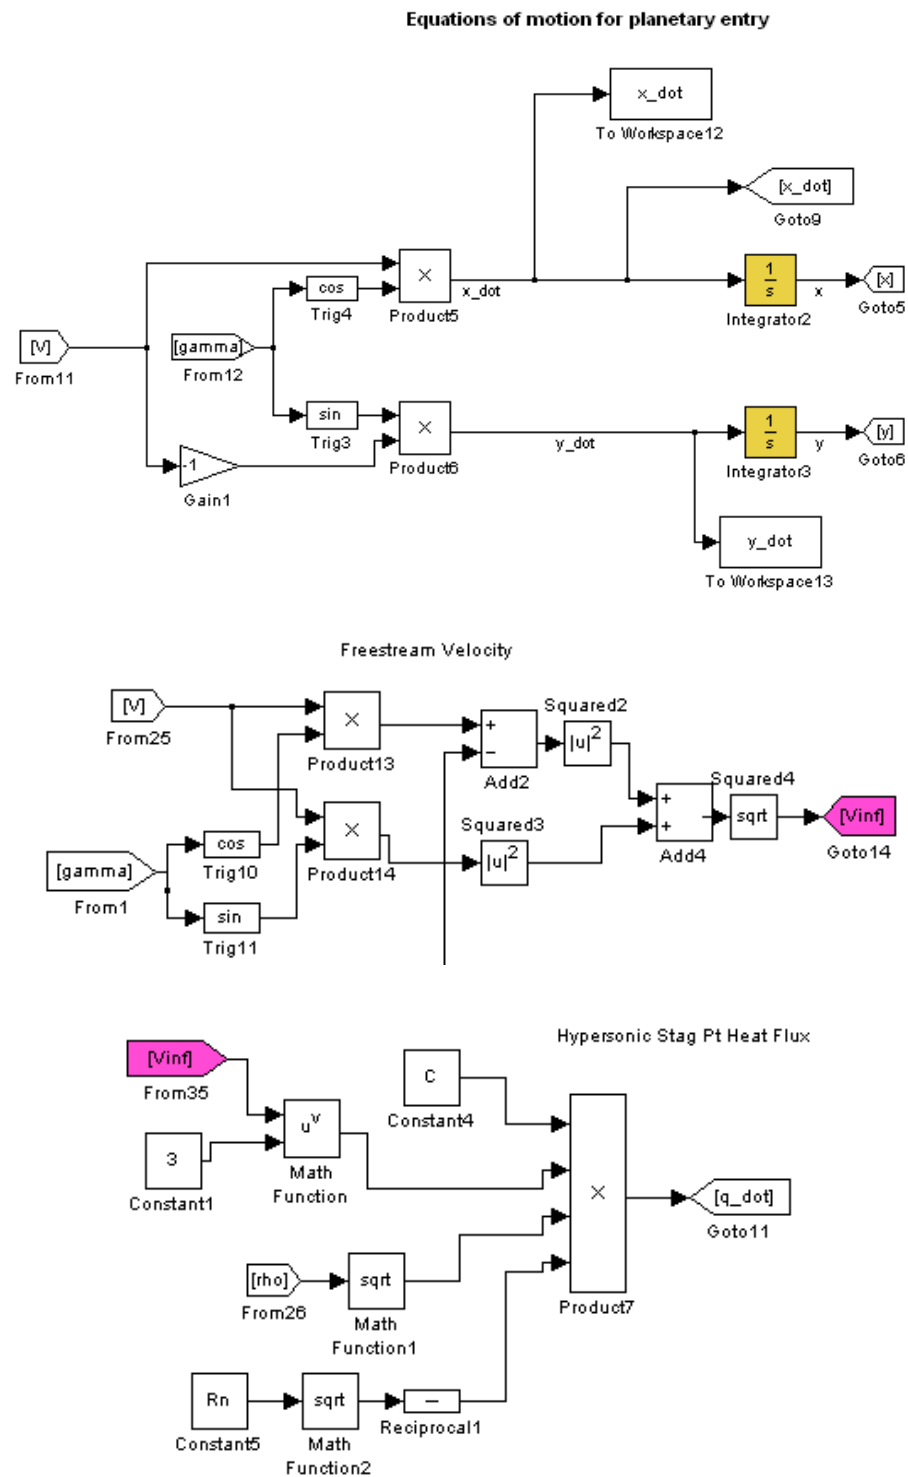 Equations of motion for planetary entry
x_dot
To Workspace12
[x_dot]
Goto9
[V]
From11
[gamma]
From12
cos
Trig4
×
Product5
x_dot
1
s
Integrator2
x
[x]
Goto5
sin
Trig3
×
Product6
y_dot
1
s
Integrator3
y
[y]
Goto6
-1
Gain1
y_dot
To Workspace13
Freestream Velocity
[V]
From25
×
Product13
+
−
Add2
Squared2
|u|²
[gamma]
From1
cos
Trig10
sin
Trig11
×
Product14
Squared3
|u|²
+
+
Add4
Squared4
sqrt
[Vinf]
Goto14
Hypersonic Stag Pt Heat Flux
[Vinf]
From35
3
Constant1
uᵛ
Math
Function
C
Constant4
[rho]
From26
sqrt
Math
Function1
Rn
Constant5
sqrt
Math
Function2
−
Reciprocal1
×
Product7
[q_dot]
Goto11